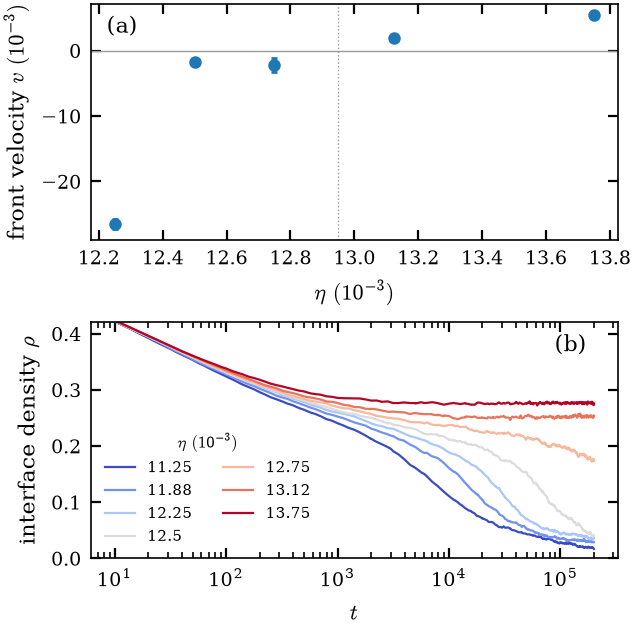 (a)
front velocity v (10⁻³)
0
−10
−20
12.2 12.4 12.6 12.8 13.0 13.2 13.4 13.6 13.8
η (10⁻³)
(b)
interface density ρ
0.4
0.3
0.2
0.1
0.0
η (10⁻³)
11.25 12.75
11.88 13.12
12.25 13.75
12.5
10¹ 10² 10³ 10⁴ 10⁵
t